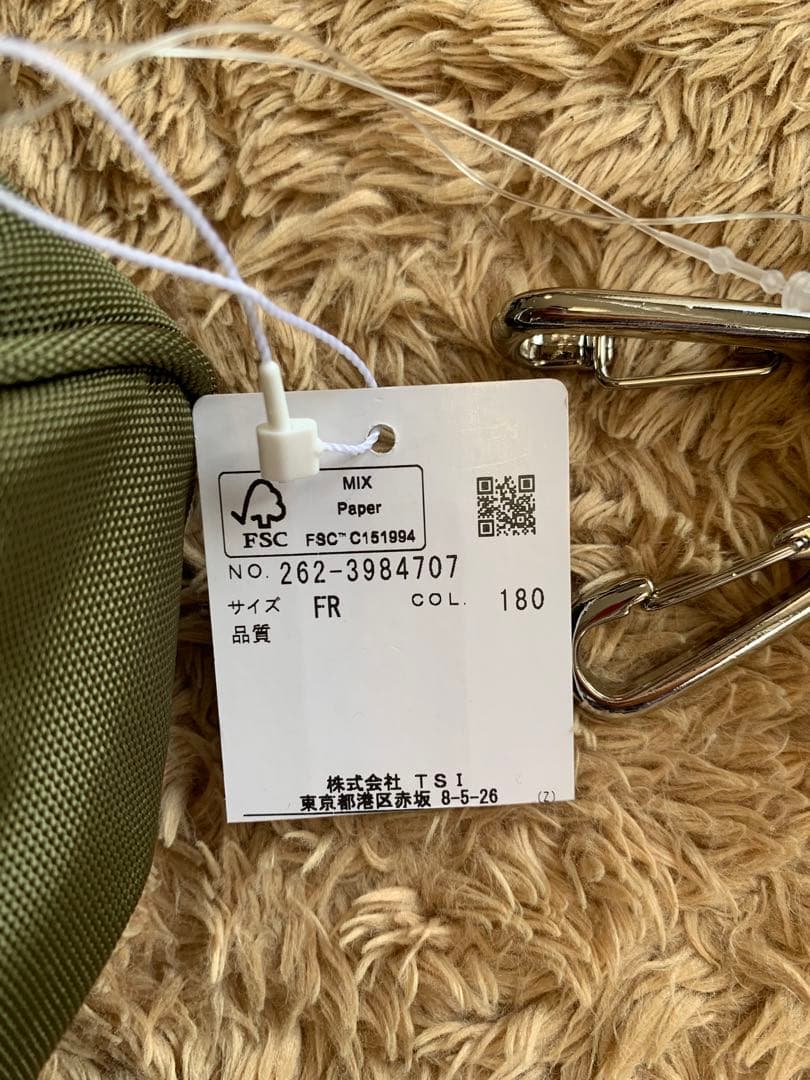 MIX
Paper
FSC
FSC™ C151994
NO. 262-3984707
サイズ FR COL. 180
品質
株式会社 TSI
東京都港区赤坂 8-5-26 (Z)